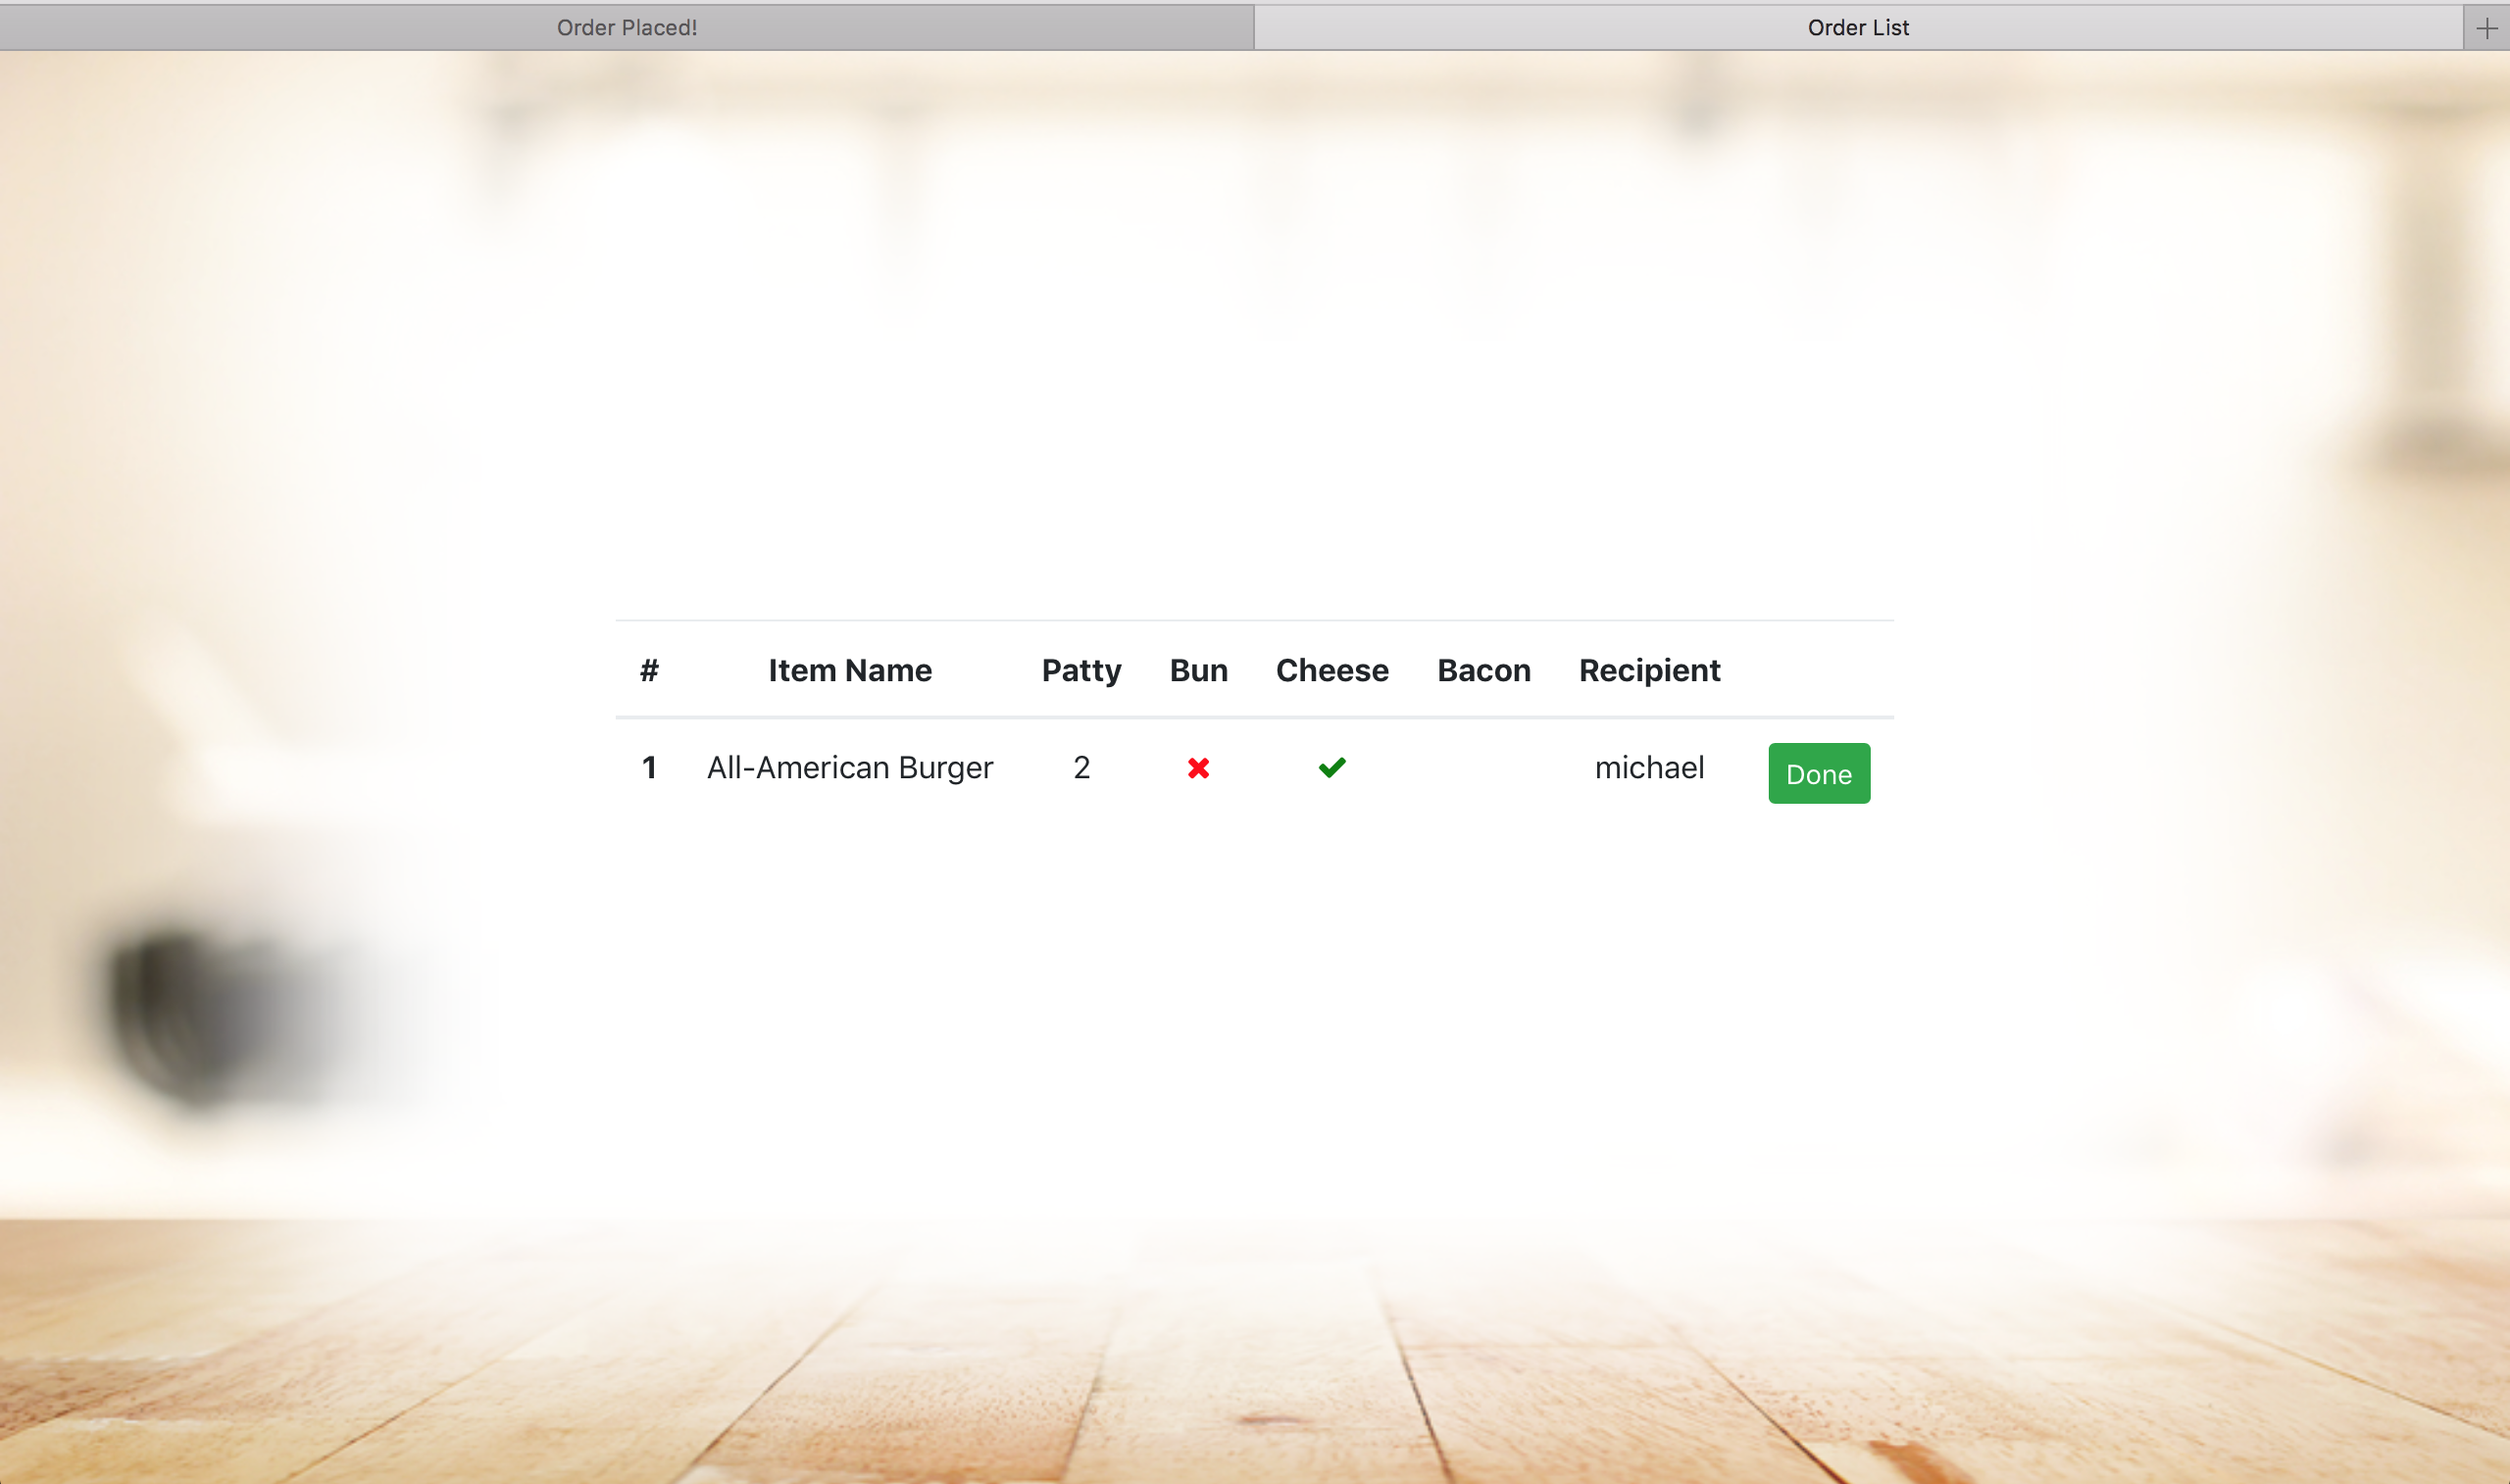 Order Placed!
Order List
# Item Name Patty Bun Cheese Bacon Recipient
1 All-American Burger 2 ✖ ✔ michael Done